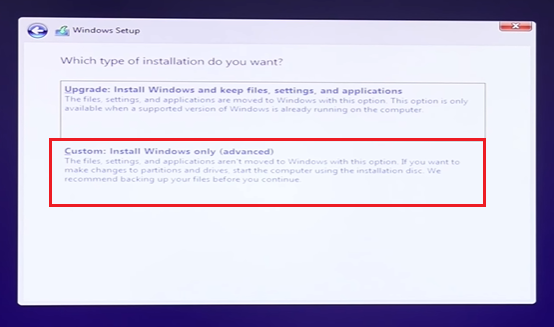 Windows Setup
Which type of installation do you want?
Upgrade: Install Windows and keep files, settings, and applications
The files, settings, and applications are moved to Windows with this option. This option is only
available when a supported version of Windows is already running on the computer.
Custom: Install Windows only (advanced)
The files, settings, and applications aren't moved to Windows with this option. If you want to
make changes to partitions and drives, start the computer using the installation disc. We
recommend backing up your files before you continue.